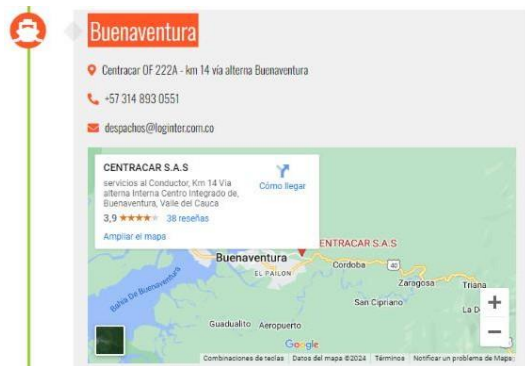 Buenaventura
Centracar OF 222A - km 14 vía alterna Buenaventura
+57 314 893 0551
despachos@loginter.com.co
CENTRACAR S.A.S
servicios al Conductor, Km 14 Via
alterna Interna Centro Integrado de,
Buenaventura, Valle del Cauca
Cómo llegar
3,9 38 reseñas
Ampliar el mapa
ENTRACAR S.A.S
Buenaventura
EL PAILON
Cordoba
40
Zaragosa
Triana
Bahía De Buenaventura
San Cipriano
La D
Guadualito
Aeropuerto
Google
Combinaciones de teclas Datos del mapa ©2024 Términos Notificar un problema de Maps